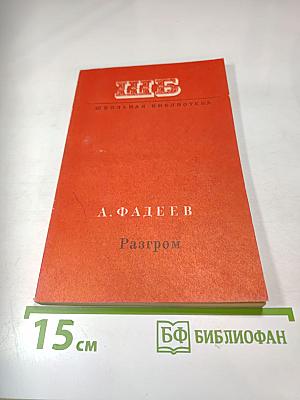 ШБ
ШКОЛЬНАЯ БИБЛИОТЕКА
А. ФАДЕЕВ
Разгром
15 см
БФ БИБЛИОФАН